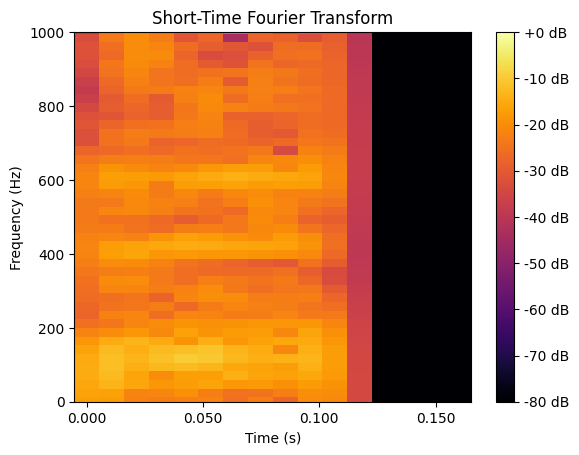 Short-Time Fourier Transform
Frequency (Hz)
1000
800
600
400
200
0
0.000
0.050
0.100
0.150
Time (s)
+0 dB
-10 dB
-20 dB
-30 dB
-40 dB
-50 dB
-60 dB
-70 dB
-80 dB